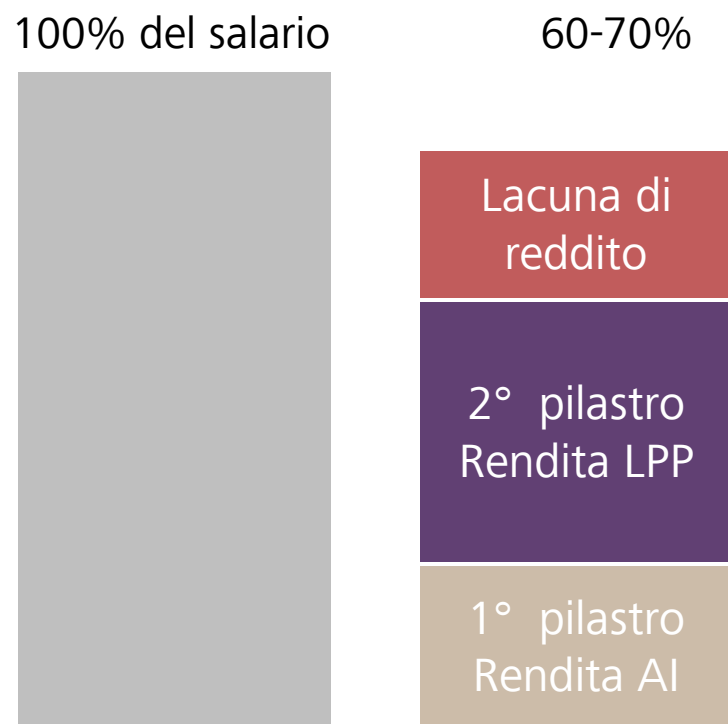 100% del salario
60-70%
Lacuna di
reddito
2° pilastro
Rendita LPP
1° pilastro
Rendita AI